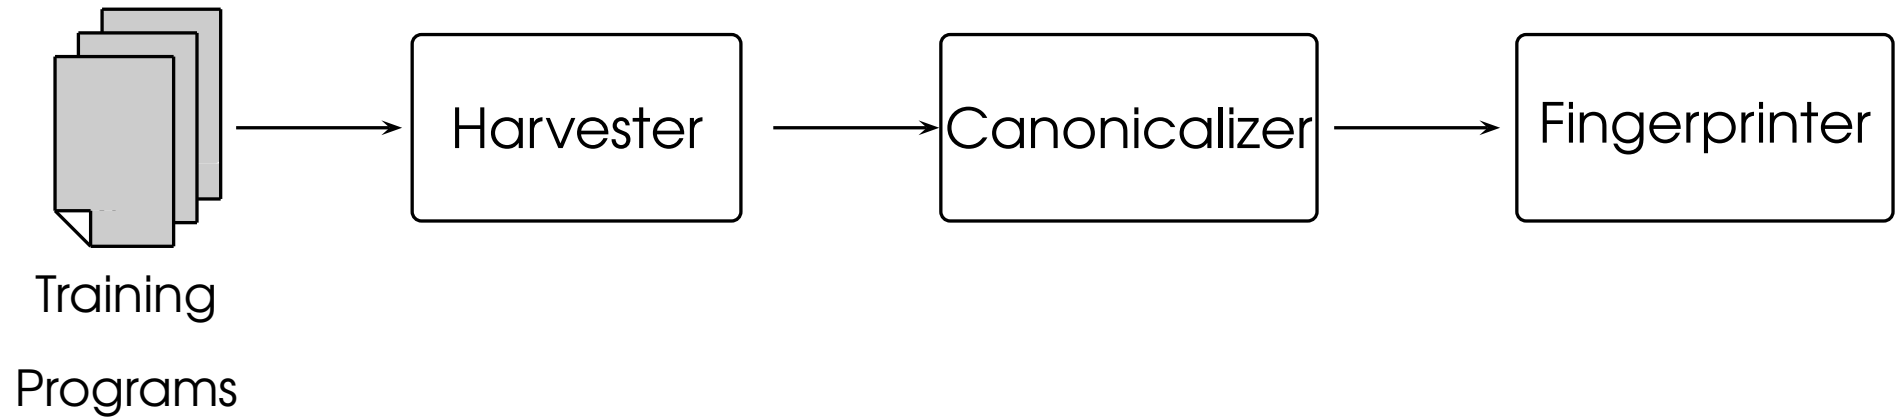 Harvester
Canonicalizer
Fingerprinter
Training
Programs